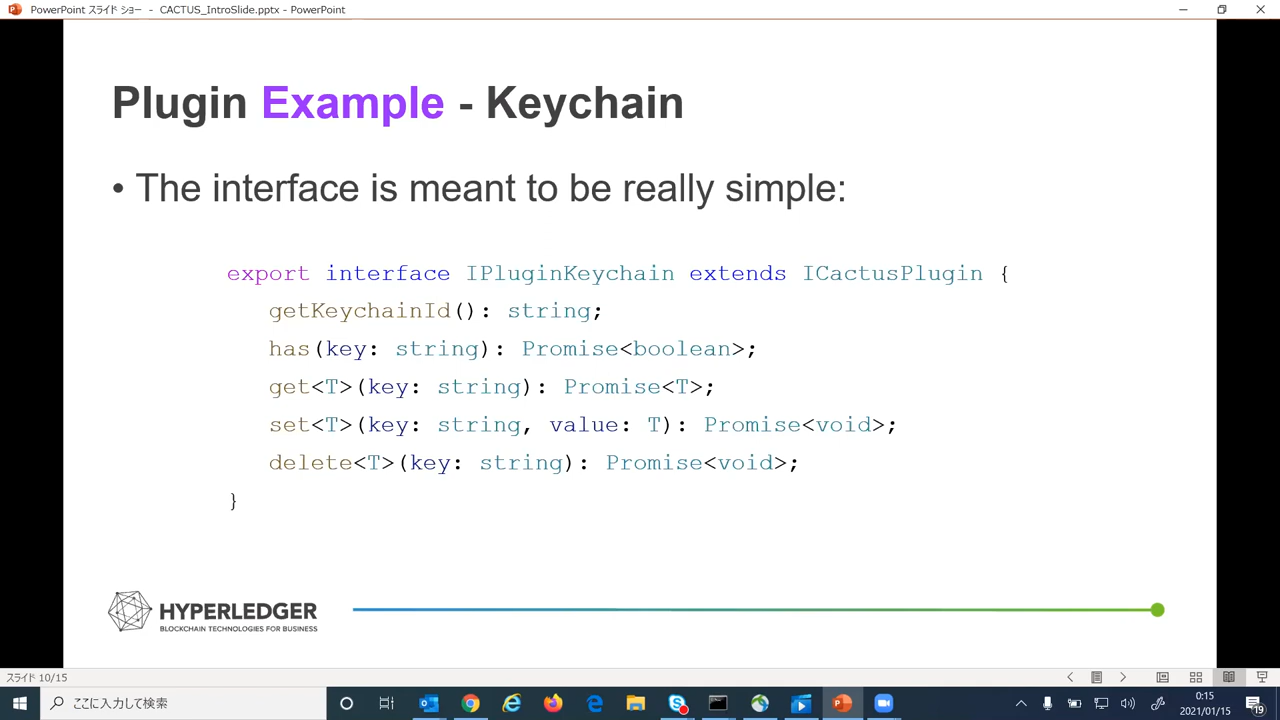 PowerPoint スライド ショー - CACTUS_IntroSlide.pptx - PowerPoint
Plugin Example - Keychain
• The interface is meant to be really simple:
export interface IPluginKeychain extends ICactusPlugin {
getKeychainId(): string;
has(key: string): Promise<boolean>;
get<T>(key: string): Promise<T>;
set<T>(key: string, value: T): Promise<void>;
delete<T>(key: string): Promise<void>;
}
HYPERLEDGER
BLOCKCHAIN TECHNOLOGIES FOR BUSINESS
スライド 10/15
ここに入力して検索
0:15
2021/01/15
19